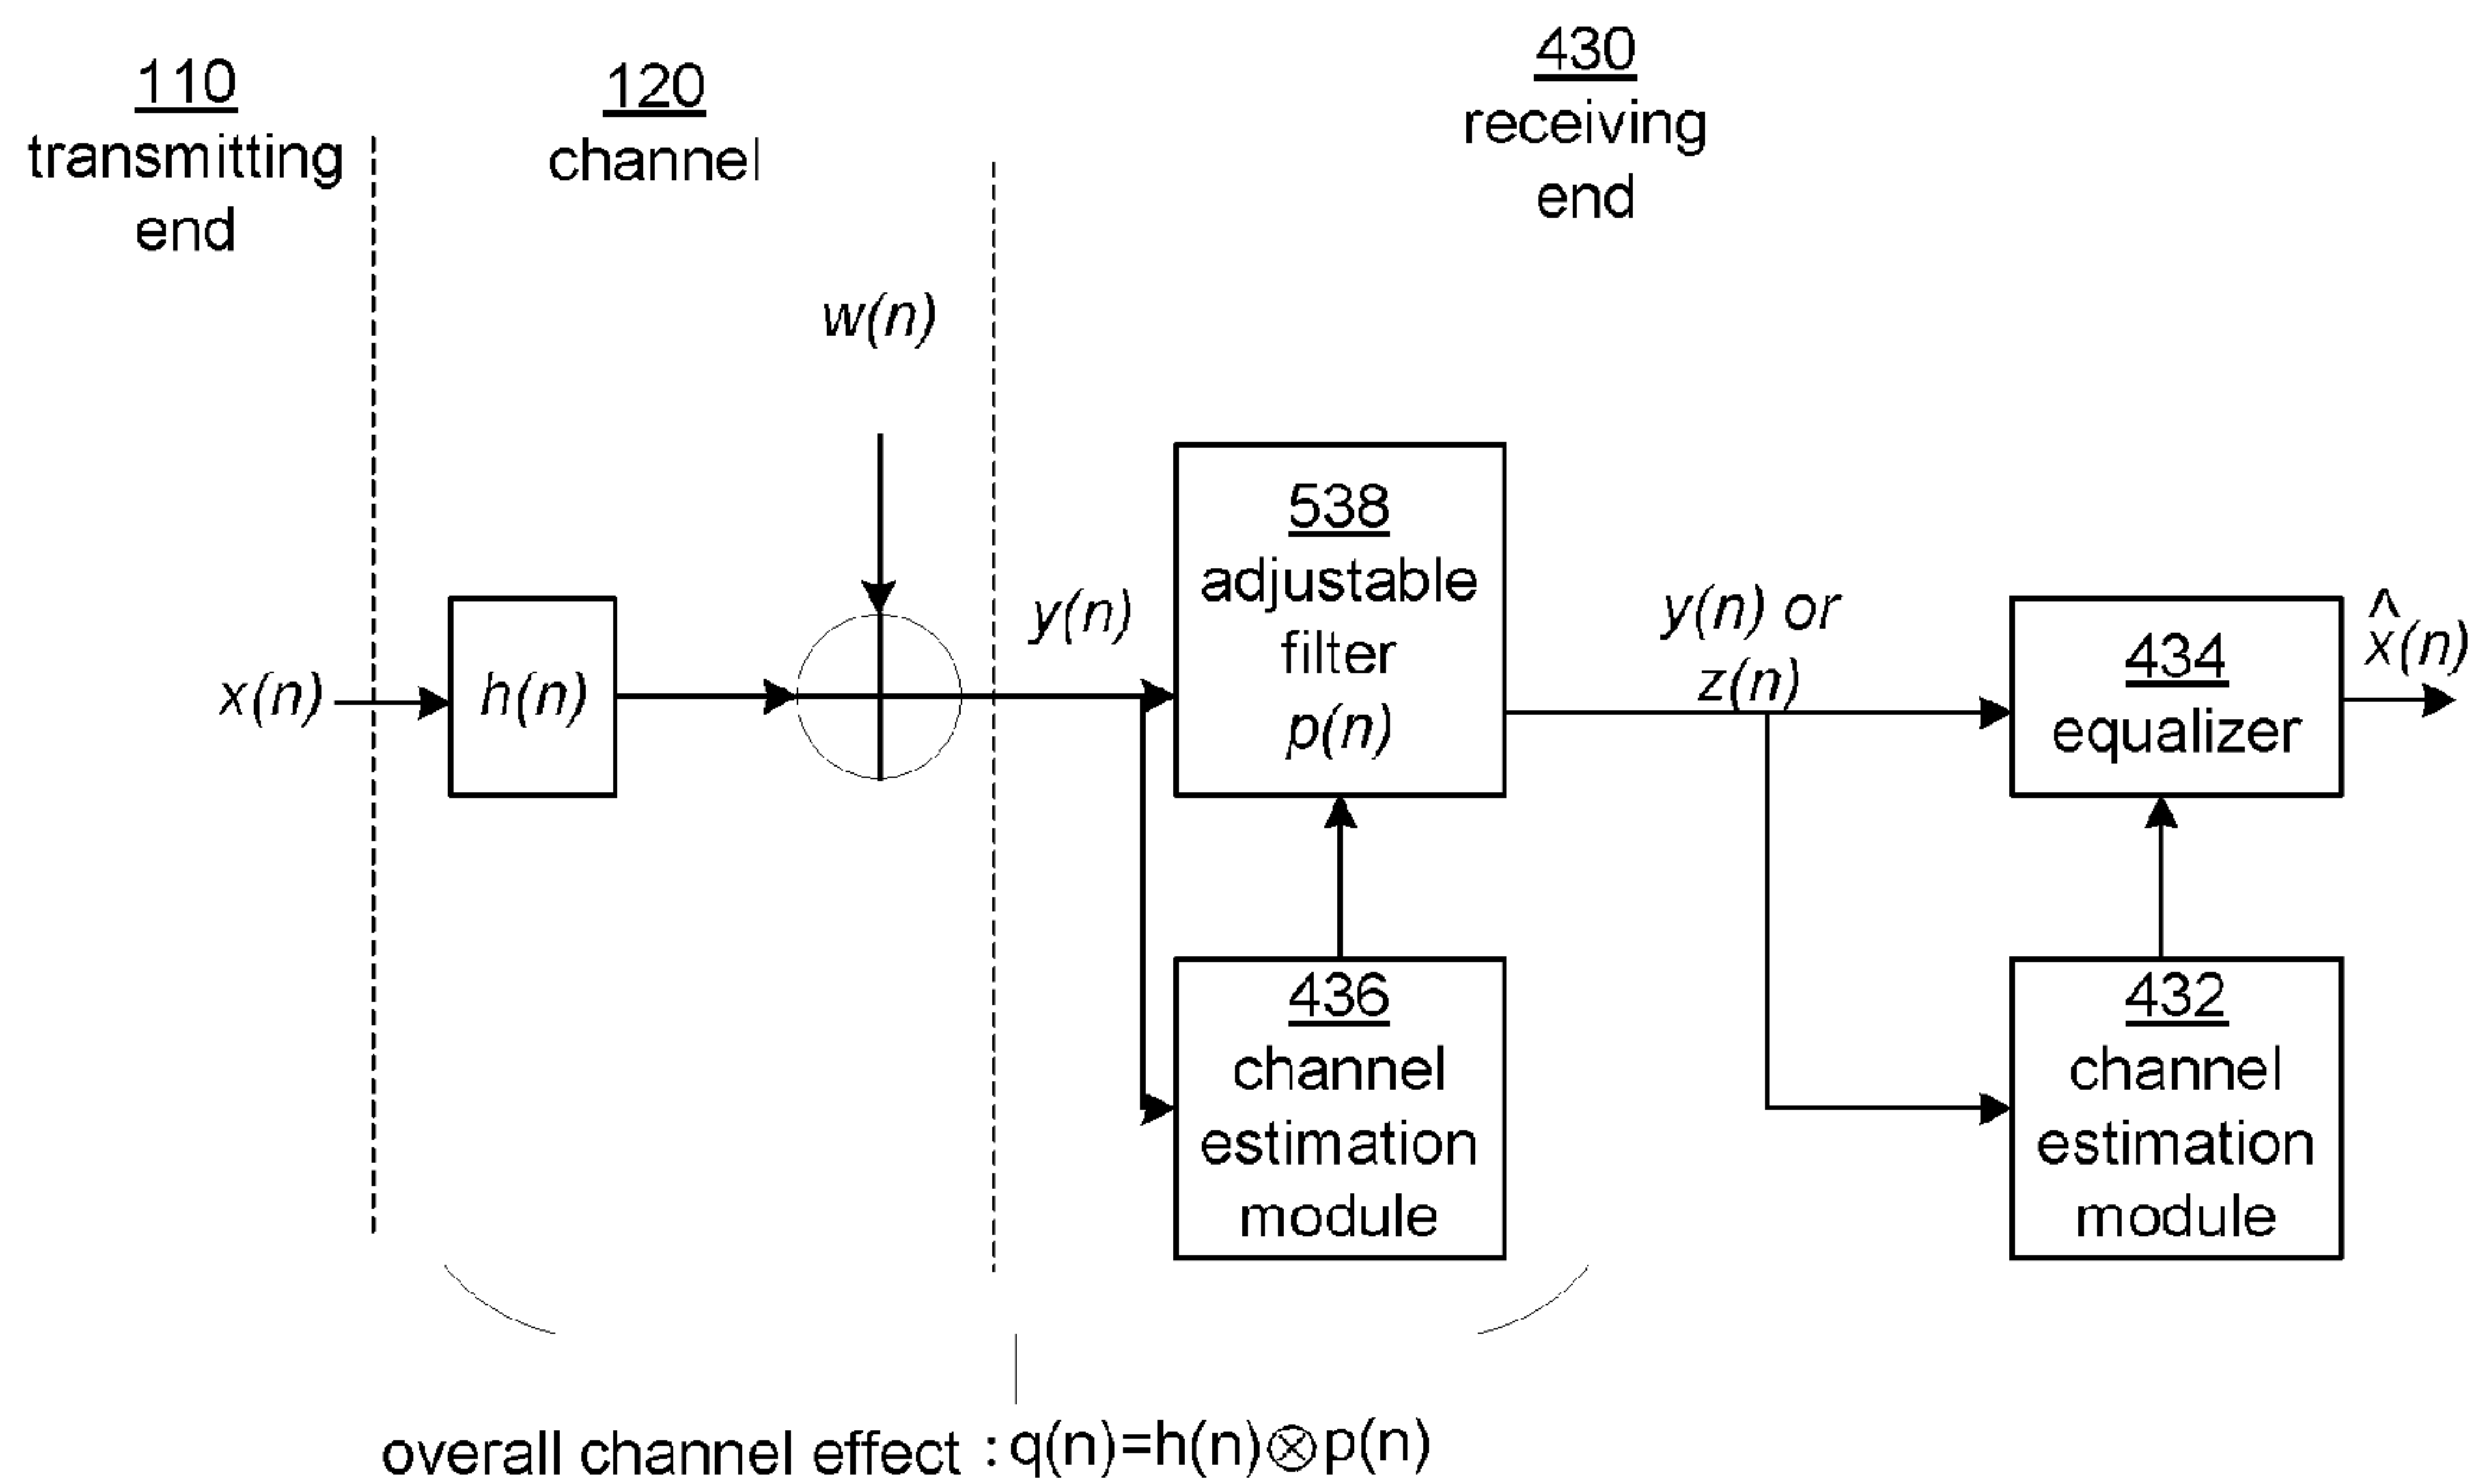 110
transmitting
end
120
channel
430
receiving
end
w(n)
x(n)
h(n)
y(n)
538
adjustable
filter
p(n)
y(n) or
z(n)
434
equalizer
x̂(n)
436
channel
estimation
module
432
channel
estimation
module
overall channel effect : q(n)=h(n)⊗p(n)